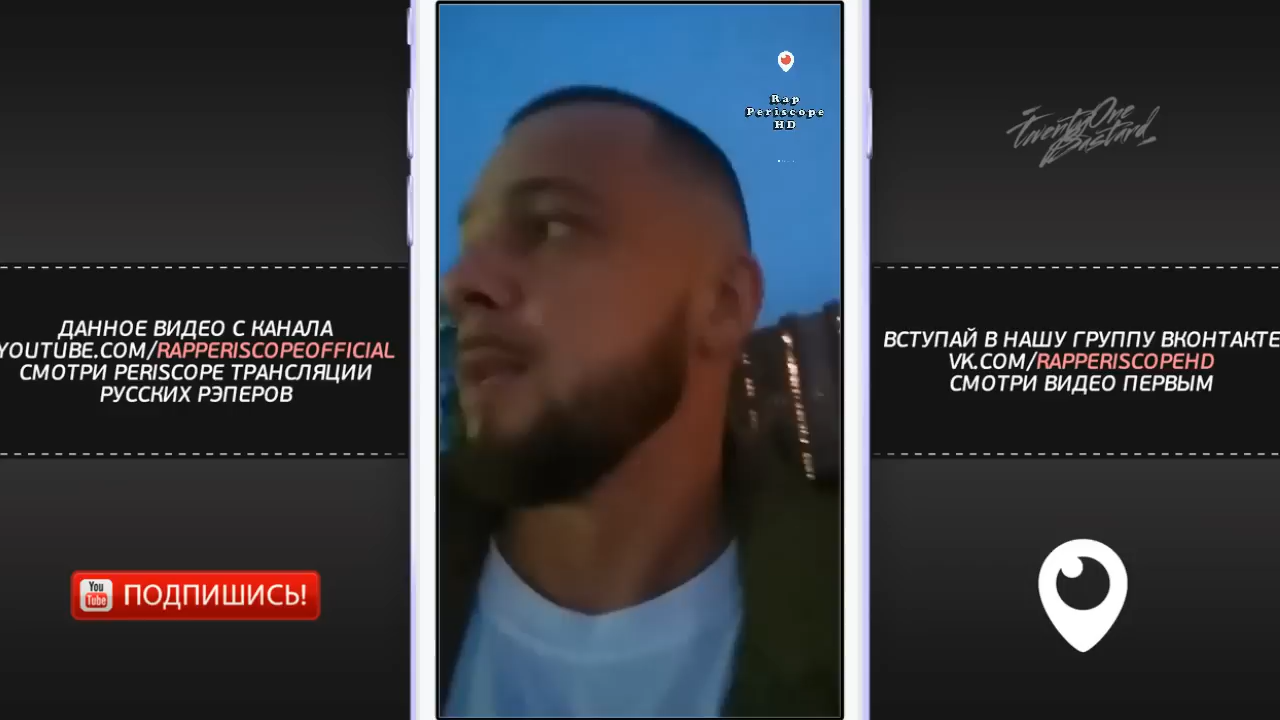 ДАННОЕ ВИДЕО С КАНАЛА
YOUTUBE.COM/RAPPERISCOPEOFFICIAL
СМОТРИ PERISCOPE ТРАНСЛЯЦИИ
РУССКИХ РЭПЕРОВ
You
Tube
ПОДПИШИСЬ!
Rap
Periscope
HD
TwentyOne
Bastard
ВСТУПАЙ В НАШУ ГРУППУ ВКОНТАКТЕ
VK.COM/RAPPERISCOPEHD
СМОТРИ ВИДЕО ПЕРВЫМ